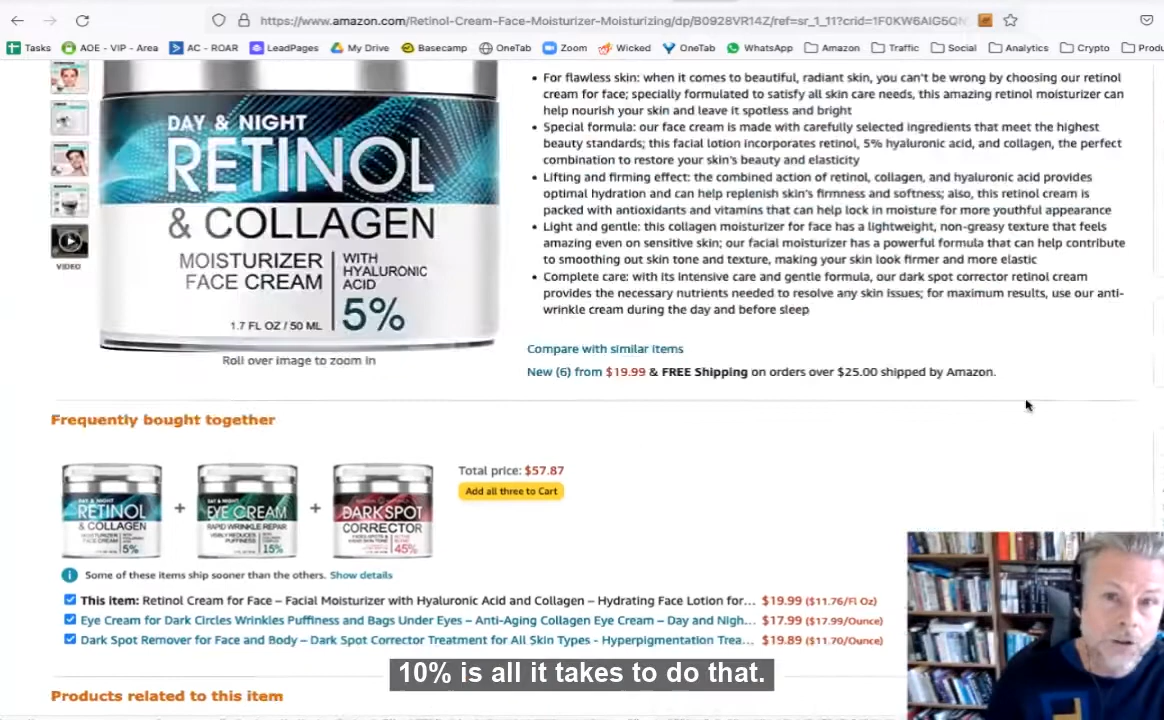 https://www.amazon.com/Retinol-Cream-Face-Moisturizer-Moisturizing/dp/B0928VR14Z/ref=sr_1_11?crid=1F0KW6AIG5QN
Tasks AOE - VIP - Area AC - ROAR LeadPages My Drive Basecamp OneTab Zoom Wicked OneTab WhatsApp Amazon Traffic Social Analytics Crypto Produ
DAY & NIGHT
RETINOL
& COLLAGEN
MOISTURIZER
FACE CREAM
WITH
HYALURONIC
ACID
5%
1.7 FL OZ / 50 ML
VIDEO
Roll over image to zoom in
• For flawless skin: when it comes to beautiful, radiant skin, you can't be wrong by choosing our retinol
cream for face; specially formulated to satisfy all skin care needs, this amazing retinol moisturizer can
help nourish your skin and leave it spotless and bright
• Special formula: our face cream is made with carefully selected ingredients that meet the highest
beauty standards; this facial lotion incorporates retinol, 5% hyaluronic acid, and collagen, the perfect
combination to restore your skin's beauty and elasticity
• Lifting and firming effect: the combined action of retinol, collagen, and hyaluronic acid provides
optimal hydration and can help replenish skin's firmness and softness; also, this retinol cream is
packed with antioxidants and vitamins that can help lock in moisture for more youthful appearance
• Light and gentle: this collagen moisturizer for face has a lightweight, non-greasy texture that feels
amazing even on sensitive skin; our facial moisturizer has a powerful formula that can help contribute
to smoothing out skin tone and texture, making your skin look firmer and more elastic
• Complete care: with its intensive care and gentle formula, our dark spot corrector retinol cream
provides the necessary nutrients needed to resolve any skin issues; for maximum results, use our anti-
wrinkle cream during the day and before sleep
Compare with similar items
New (6) from $19.99 & FREE Shipping on orders over $25.00 shipped by Amazon.
Frequently bought together
DAY & NIGHT
RETINOL
& COLLAGEN
MOISTURIZER
FACE CREAM
5%
+
DAY & NIGHT
EYE CREAM
RAPID WRINKLE REPAIR
VISIBLY REDUCES
PUFFINESS
15%
+
DARK SPOT
CORRECTOR
45%
Total price: $57.87
Add all three to Cart
Some of these items ship sooner than the others. Show details
This item: Retinol Cream for Face – Facial Moisturizer with Hyaluronic Acid and Collagen – Hydrating Face Lotion for... $19.99 ($11.76/Fl Oz)
Eye Cream for Dark Circles Wrinkles Puffiness and Bags Under Eyes – Anti-Aging Collagen Eye Cream – Day and Nigh... $17.99 ($17.99/Ounce)
Dark Spot Remover for Face and Body – Dark Spot Corrector Treatment for All Skin Types - Hyperpigmentation Trea... $19.89 ($11.70/Ounce)
10% is all it takes to do that.
Products related to this item